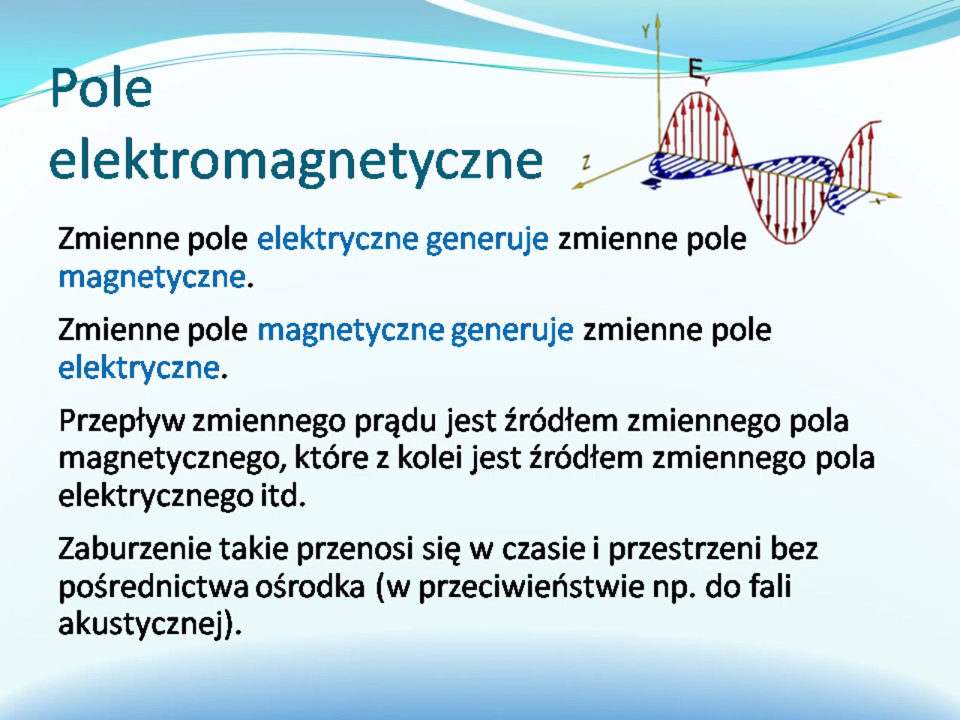 Pole
elektromagnetyczne
Y
E
Y
Z
x
Zmienne pole elektryczne generuje zmienne pole
magnetyczne.
Zmienne pole magnetyczne generuje zmienne pole
elektryczne.
Przepływ zmiennego prądu jest źródłem zmiennego pola
magnetycznego, które z kolei jest źródłem zmiennego pola
elektrycznego itd.
Zaburzenie takie przenosi się w czasie i przestrzeni bez
pośrednictwa ośrodka (w przeciwieństwie np. do fali
akustycznej).